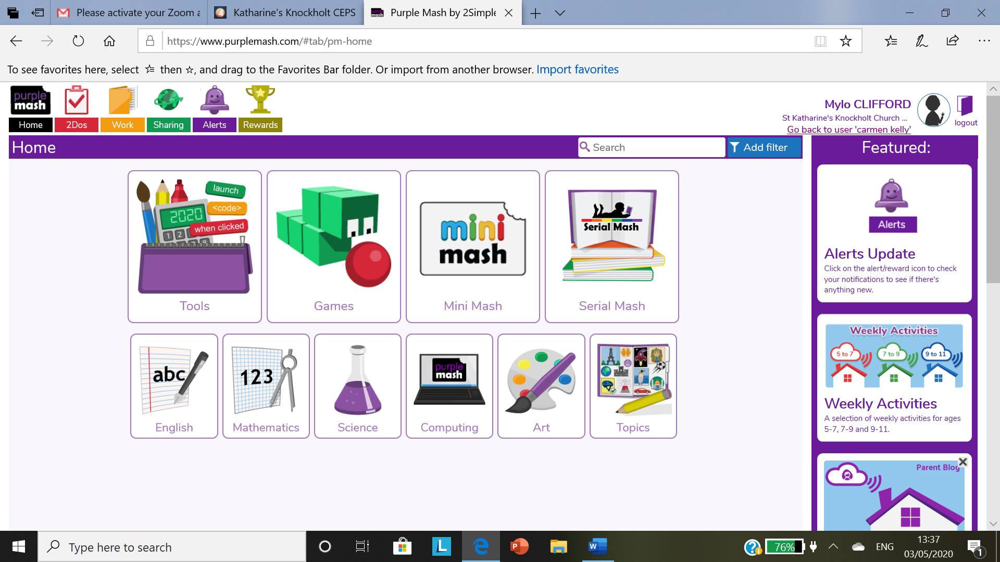 Please activate your Zoom a
Katharine's Knockholt CEPS
Purple Mash by 2Simple
https://www.purplemash.com/#tab/pm-home
To see favorites here, select then ☆, and drag to the Favorites Bar folder. Or import from another browser. Import favorites
purple
mash
Home
2Dos
Work
Sharing
Alerts
Rewards
Mylo CLIFFORD
St Katharine's Knockholt Church ...
Go back to user 'carmen kelly'
logout
Home
Search
Add filter
Featured:
launch
<code>
2020
when clicked
1 2
7 9
Tools
Games
mini
mash
Mini Mash
Serial Mash
Serial Mash
abc
English
123
Mathematics
Science
purple
mash
Computing
Art
Topics
Alerts
Alerts Update
Click on the alert/reward icon to check
your notifications to see if there's
anything new.
Weekly Activities
5 to 7
7 to 9
9 to 11
Weekly Activities
A selection of weekly activities for ages
5-7, 7-9 and 9-11.
Parent Blog
Type here to search
L
P
W
76%
ENG
13:37
03/05/2020
1